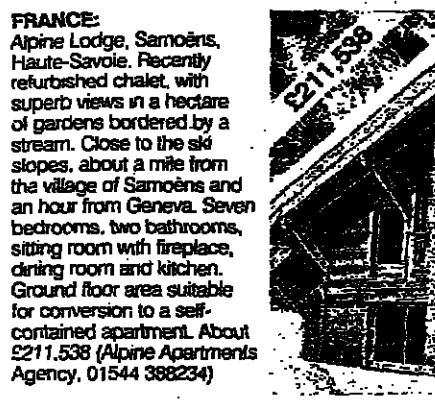 FRANCE:
Alpine Lodge, Samoëns,
Haute-Savoie. Recently
refurbished chalet, with
superb views in a hectare
of gardens bordered by a
stream. Close to the ski
slopes, about a mile from
the village of Samoëns and
an hour from Geneva. Seven
bedrooms, two bathrooms,
sitting room with fireplace,
dining room and kitchen.
Ground floor area suitable
for conversion to a self-
contained apartment. About
£211,538 (Alpine Apartments
Agency, 01544 388234)
£211,538